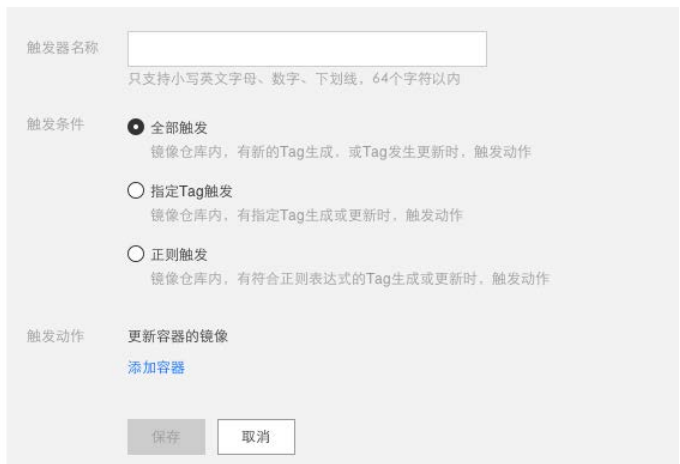 触发器名称
只支持小写英文字母、数字、下划线，64个字符以内
触发条件
全部触发
镜像仓库内，有新的Tag生成，或Tag发生更新时，触发动作
指定Tag触发
镜像仓库内，有指定Tag生成或更新时，触发动作
正则触发
镜像仓库内，有符合正则表达式的Tag生成或更新时，触发动作
触发动作 更新容器的镜像
添加容器
保存 取消